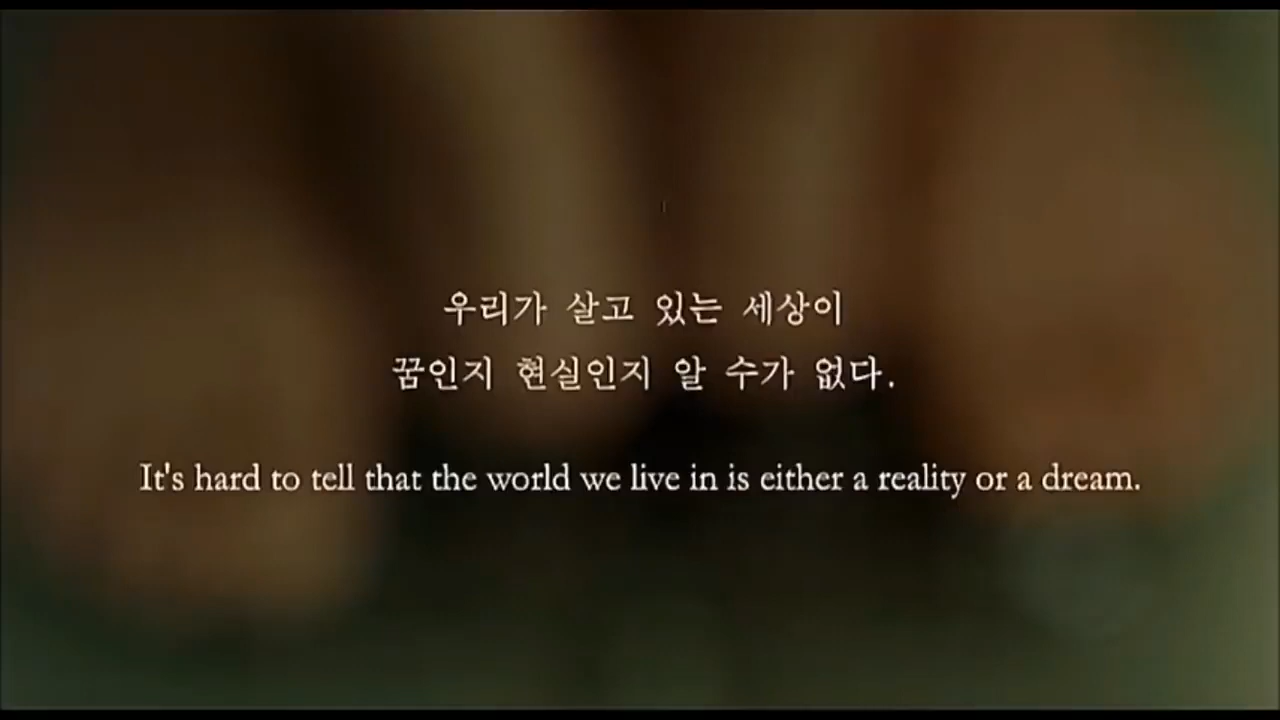 우리가 살고 있는 세상이
꿈인지 현실인지 알 수가 없다.
It's hard to tell that the world we live in is either a reality or a dream.